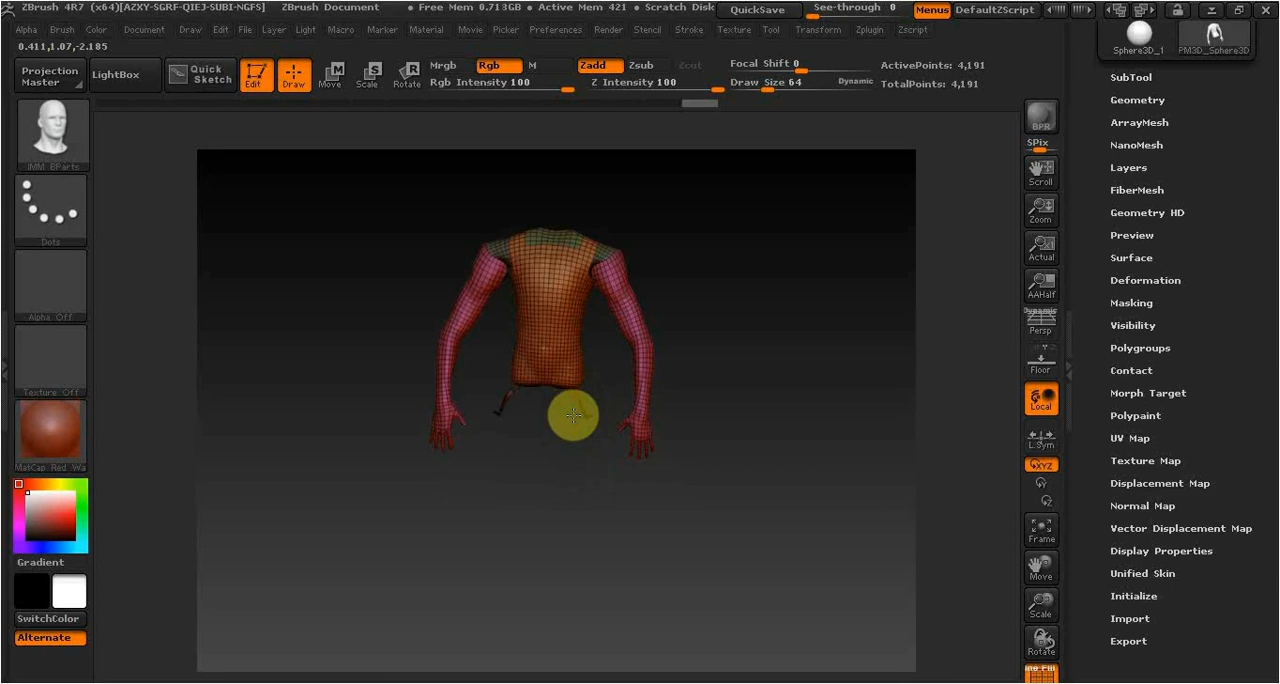 ZBrush 4R7 (x64)[AZXY-SGRF-QIEJ-SUBI-NGFS] ZBrush Document • Free Mem 0.713GB • Active Mem 421 • Scratch Disk QuickSave See-through 0 Menus DefaultZScript
Alpha Brush Color Document Draw Edit File Layer Light Macro Marker Material Movie Picker Preferences Render Stencil Stroke Texture Tool Transform Zplugin Zscript
0.411,1.07,-2.185
Projection Master
LightBox
Quick Sketch
Edit
Draw
Move
Scale
Rotate
Mrgb Rgb M
Rgb Intensity 100
Zadd Zsub Zcut
Z Intensity 100
Focal Shift 0
Draw Size 64
Dynamic
ActivePoints: 4,191
TotalPoints: 4,191
IMM BParts
Dots
Alpha Off
Texture Off
MatCap Red Wa
Gradient
SwitchColor
Alternate
BPR
SPix
Scroll
Zoom
Actual
AAHalf
Dynamic
Persp
Floor
Local
L.Sym
XYZ
Frame
Move
Scale
Rotate
Sphere3D_1
PM3D_Sphere3D
SubTool
Geometry
ArrayMesh
NanoMesh
Layers
FiberMesh
Geometry HD
Preview
Surface
Deformation
Masking
Visibility
Polygroups
Contact
Morph Target
Polypaint
UV Map
Texture Map
Displacement Map
Normal Map
Vector Displacement Map
Display Properties
Unified Skin
Initialize
Import
Export